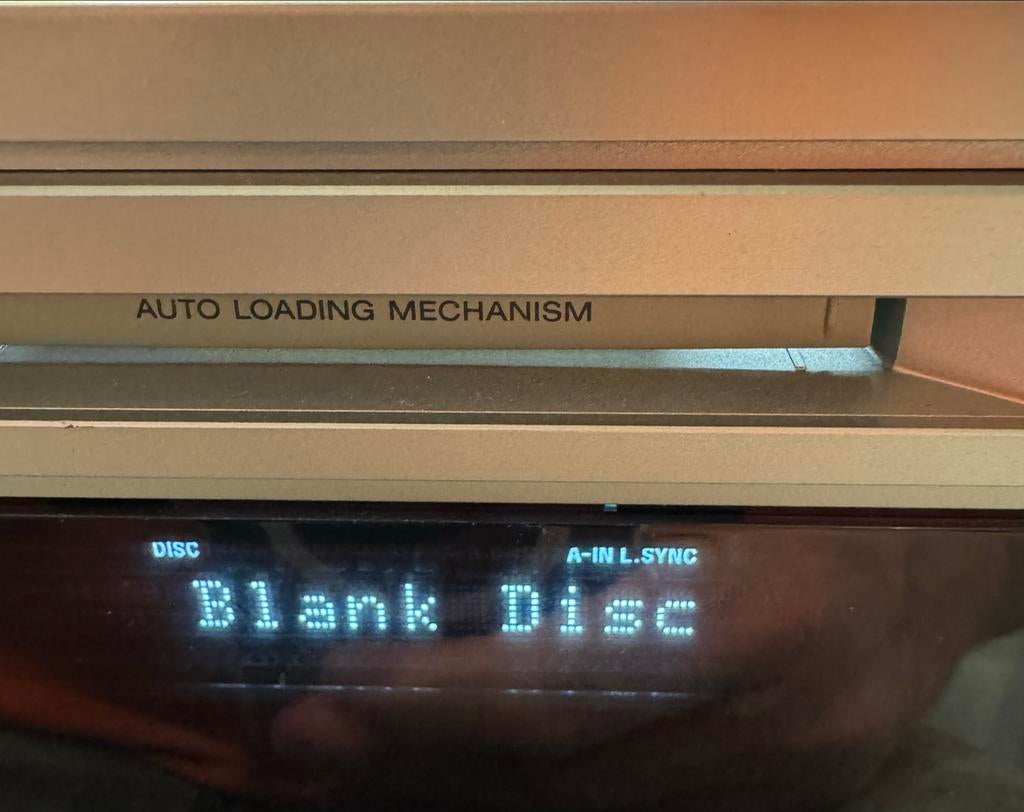 AUTO LOADING MECHANISM
DISC A-IN L.SYNC
Blank Disc